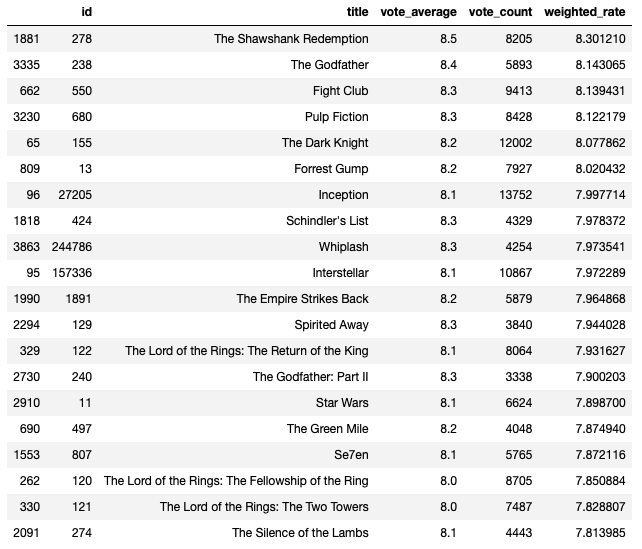 id title vote_average vote_count weighted_rate
1881 278 The Shawshank Redemption 8.5 8205 8.301210
3335 238 The Godfather 8.4 5893 8.143065
662 550 Fight Club 8.3 9413 8.139431
3230 680 Pulp Fiction 8.3 8428 8.122179
65 155 The Dark Knight 8.2 12002 8.077862
809 13 Forrest Gump 8.2 7927 8.020432
96 27205 Inception 8.1 13752 7.997714
1818 424 Schindler's List 8.3 4329 7.978372
3863 244786 Whiplash 8.3 4254 7.973541
95 157336 Interstellar 8.1 10867 7.972289
1990 1891 The Empire Strikes Back 8.2 5879 7.964868
2294 129 Spirited Away 8.3 3840 7.944028
329 122 The Lord of the Rings: The Return of the King 8.1 8064 7.931627
2730 240 The Godfather: Part II 8.3 3338 7.900203
2910 11 Star Wars 8.1 6624 7.898700
690 497 The Green Mile 8.2 4048 7.874940
1553 807 Se7en 8.1 5765 7.872116
262 120 The Lord of the Rings: The Fellowship of the Ring 8.0 8705 7.850884
330 121 The Lord of the Rings: The Two Towers 8.0 7487 7.828807
2091 274 The Silence of the Lambs 8.1 4443 7.813985